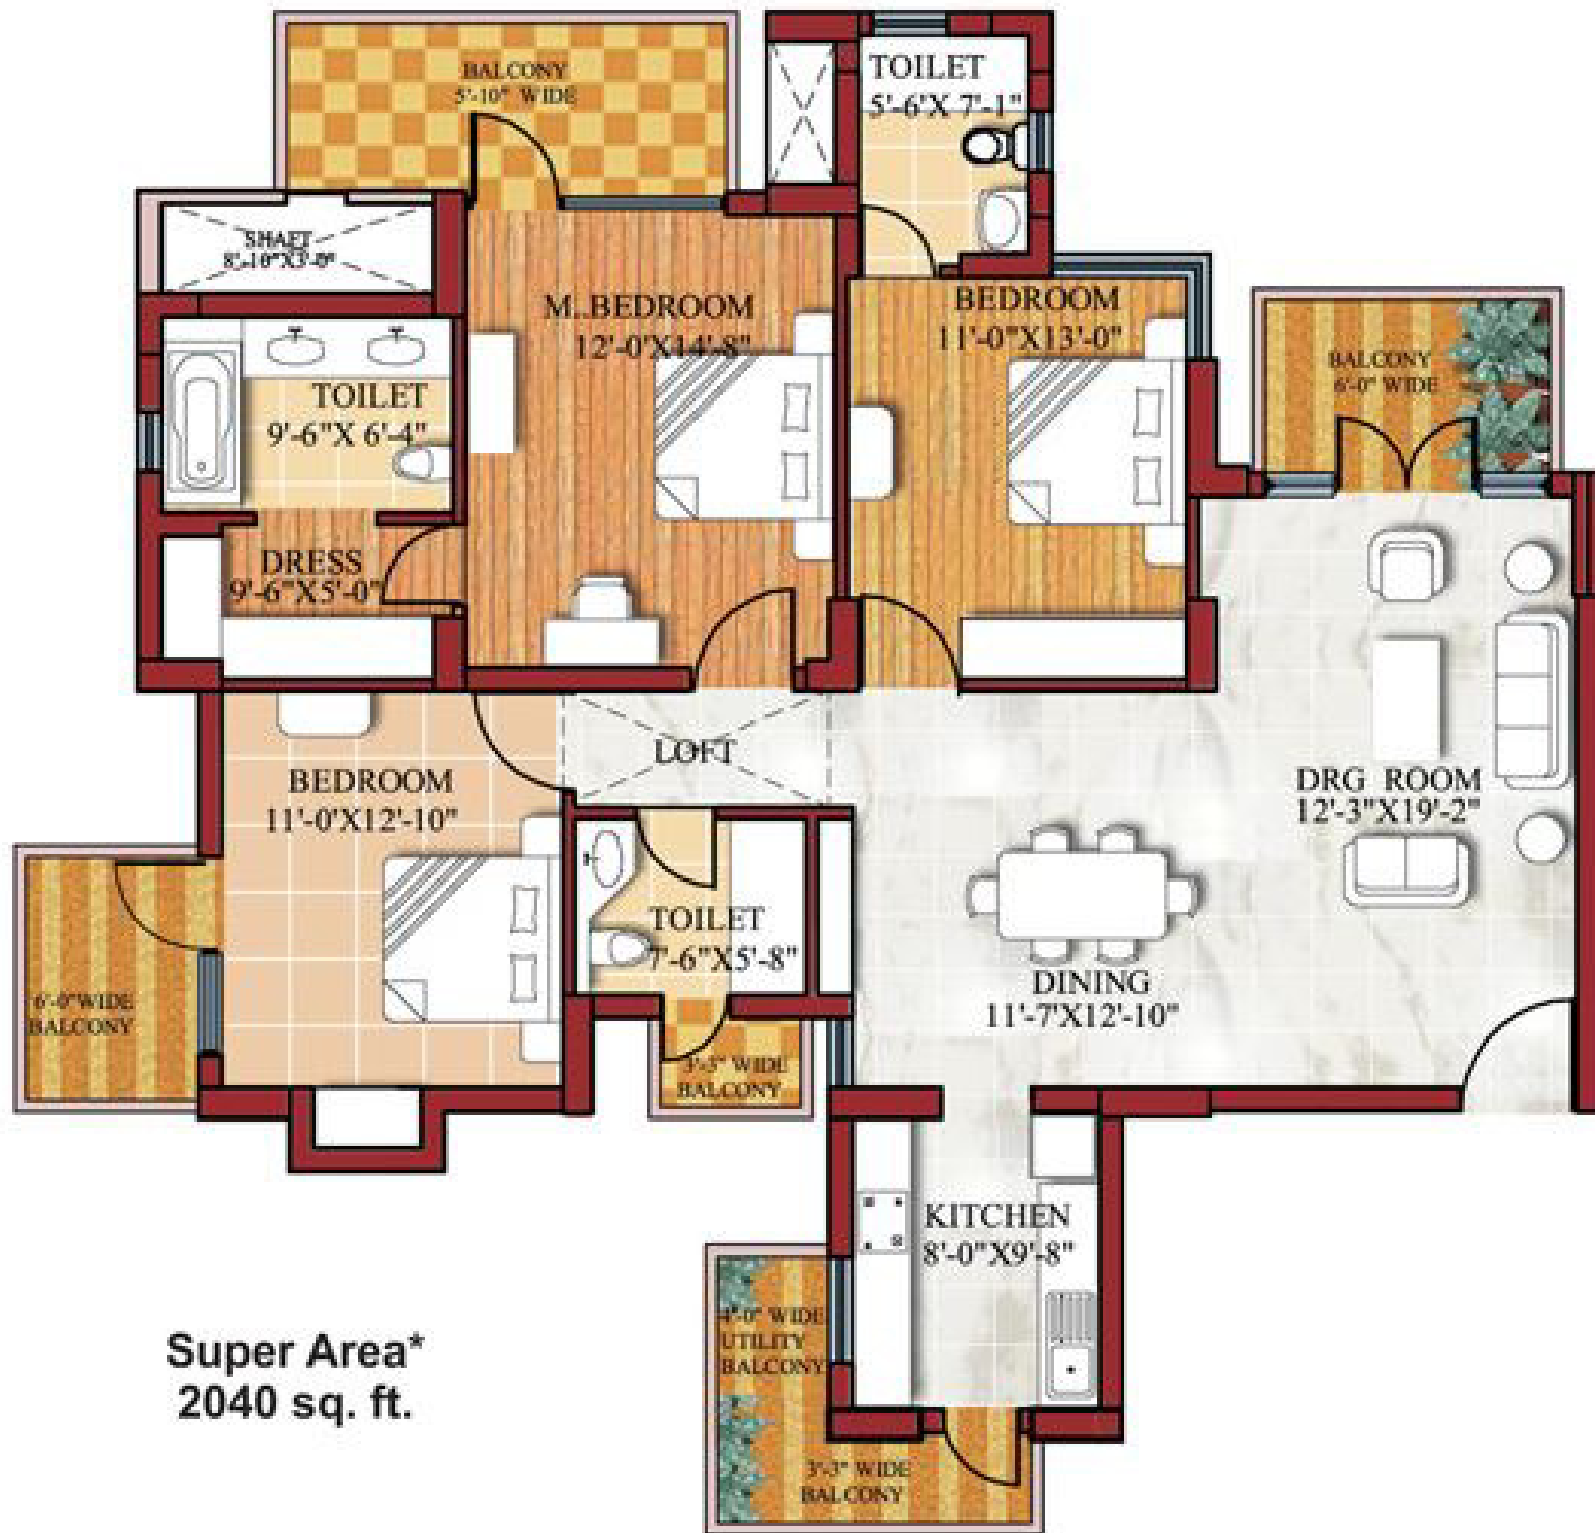 BALCONY
5'-10" WIDE
TOILET
5'-6'X 7'-1"
SHAFT
8'-10"X3'-0"
M..BEDROOM
12'-0'X14'-8"
BEDROOM
11'-0"X13'-0"
BALCONY
6'-0" WIDE
TOILET
9'-6"X 6'-4"
DRESS
9'-6"X5'-0"
LOFT
BEDROOM
11'-0'X12'-10"
DRG ROOM
12'-3"X19'-2"
TOILET
7'-6"X5'-8"
DINING
11'-7'X12'-10"
6'-0"WIDE
BALCONY
3'-3" WIDE
BALCONY
KITCHEN
8'-0"X9'-8"
4'-0" WIDE
UTILITY
BALCONY
Super Area*
2040 sq. ft.
3'-3" WIDE
BALCONY